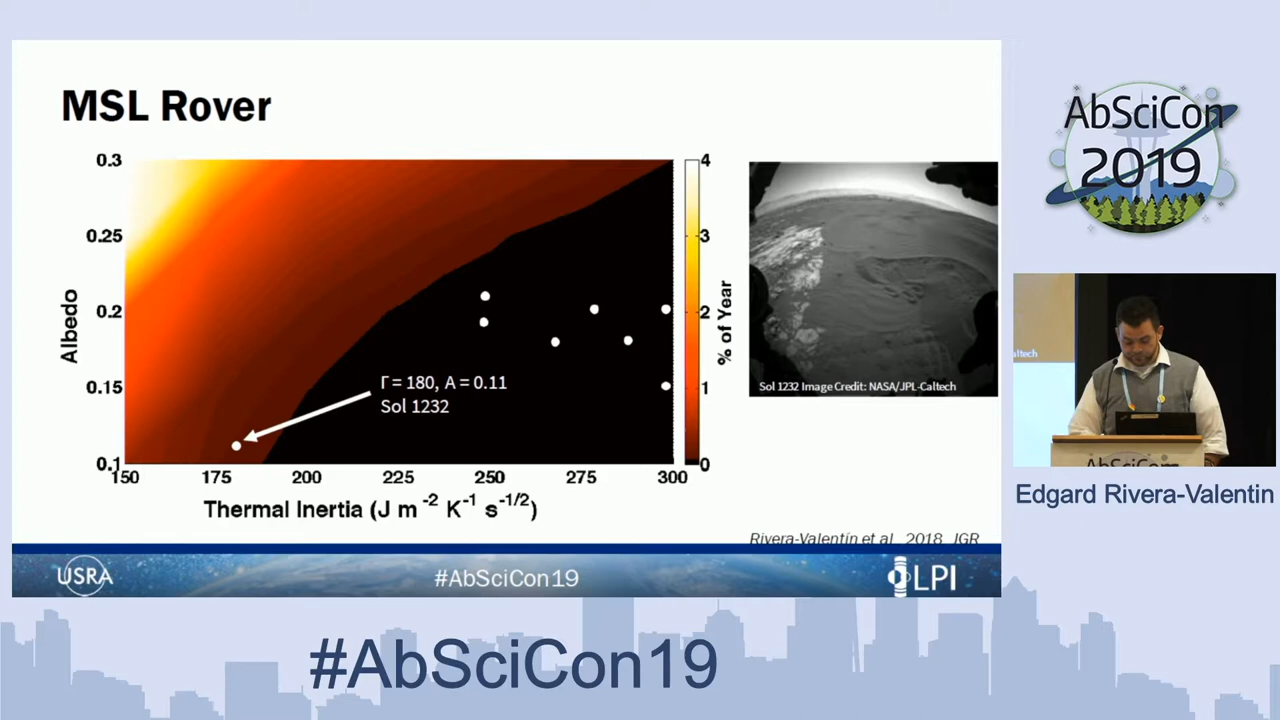 MSL Rover
0.3
0.25
0.2
0.15
0.1
Albedo
150
175
200
225
250
275
300
Thermal Inertia (J m⁻² K⁻¹ s⁻¹/²)
Γ = 180, A = 0.11
Sol 1232
4
3
2
1
0
% of Year
Sol 1232 Image Credit: NASA/JPL-Caltech
Rivera-Valentín et al 2018 JGR
USRA
#AbSciCon19
LPI
AbSciCon
2019
altech
AbSciCon
Edgard Rivera-Valentin
#AbSciCon19